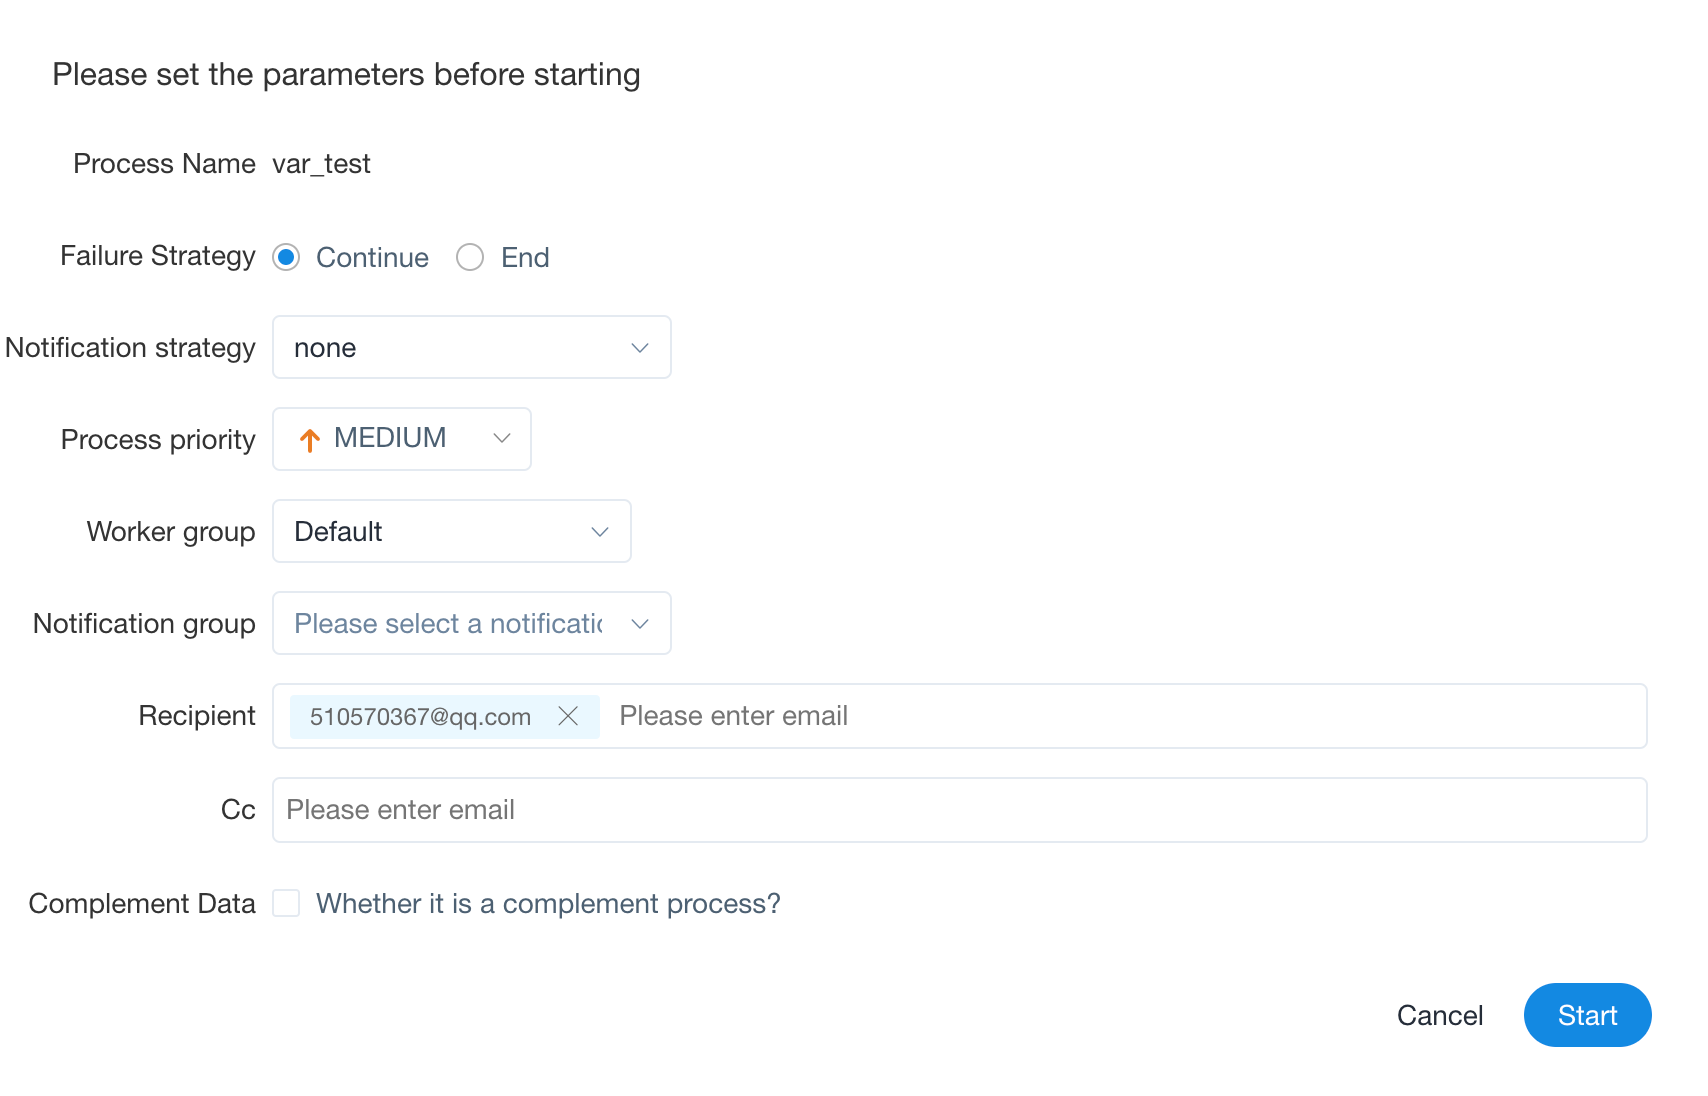 Please set the parameters before starting
Process Name var_test
Failure Strategy Continue End
Notification strategy none
Process priority MEDIUM
Worker group Default
Notification group Please select a notificatic
Recipient 510570367@qq.com Please enter email
Cc Please enter email
Complement Data Whether it is a complement process?
Cancel Start